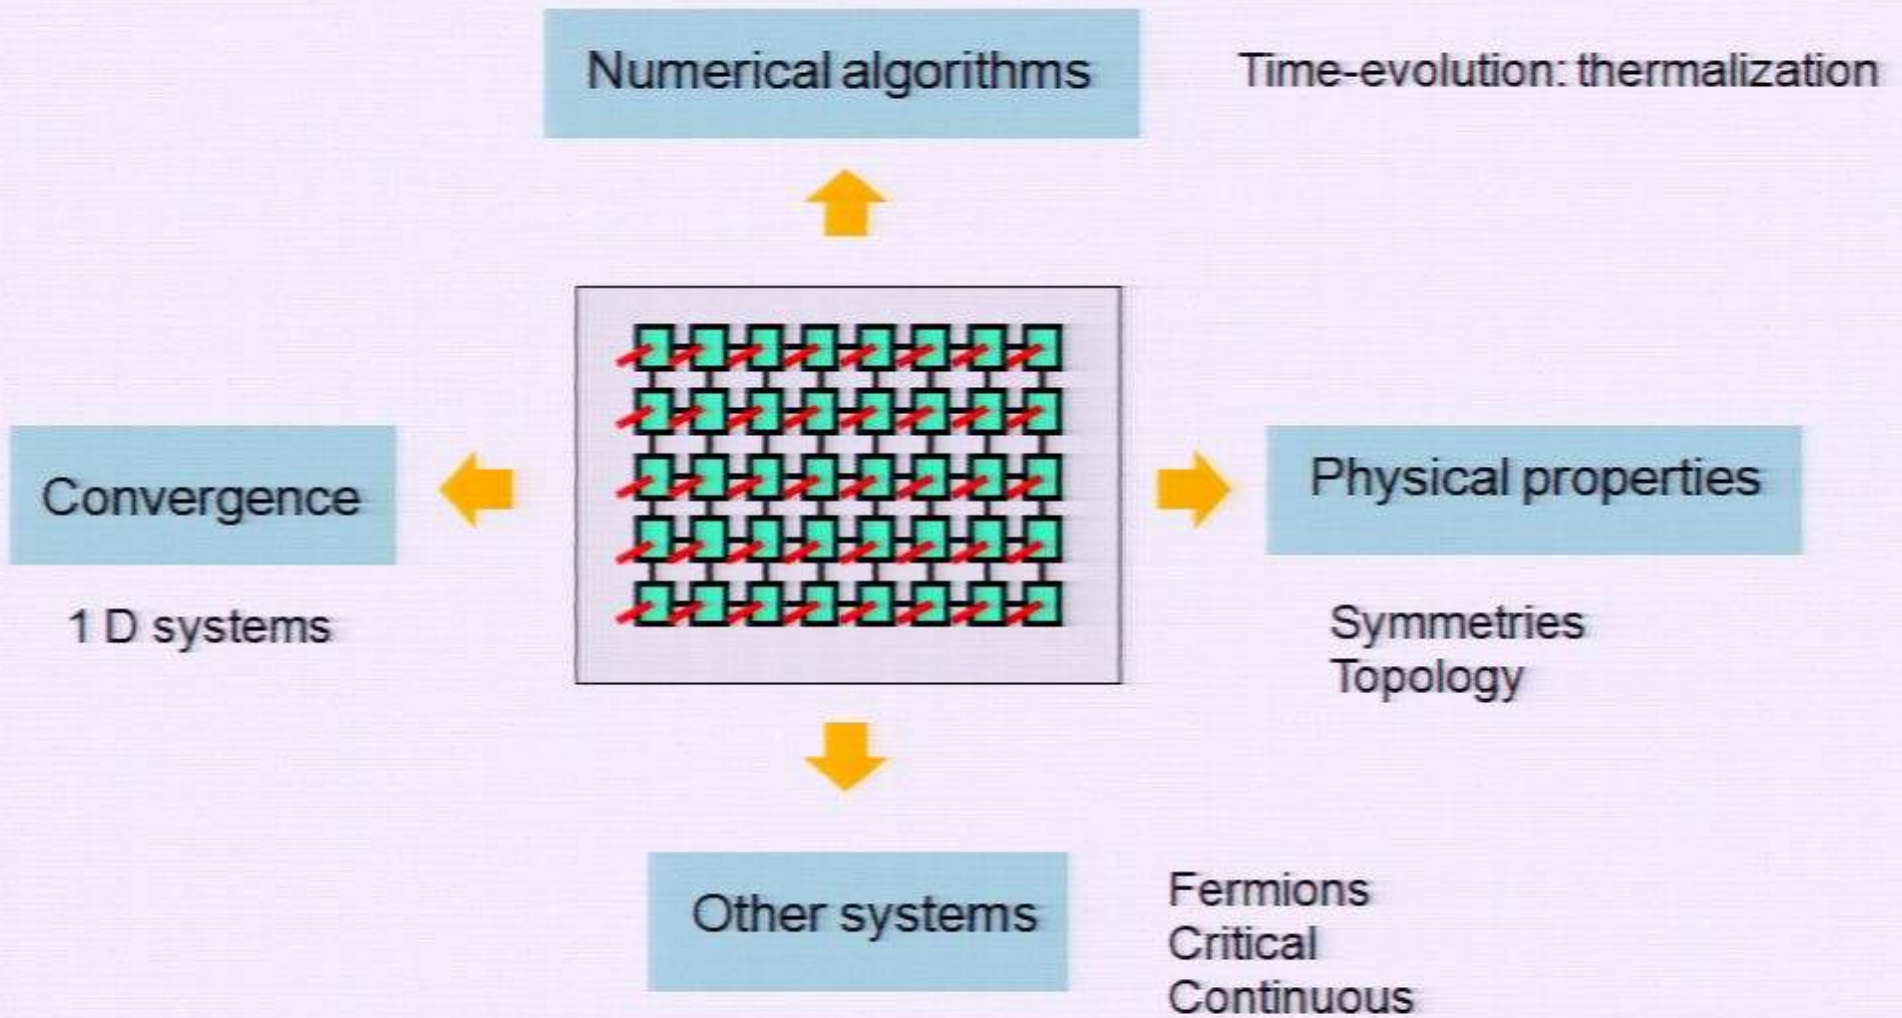 Numerical algorithms
Time-evolution: thermalization
Convergence
1 D systems
Physical properties
Symmetries
Topology
Other systems
Fermions
Critical
Continuous